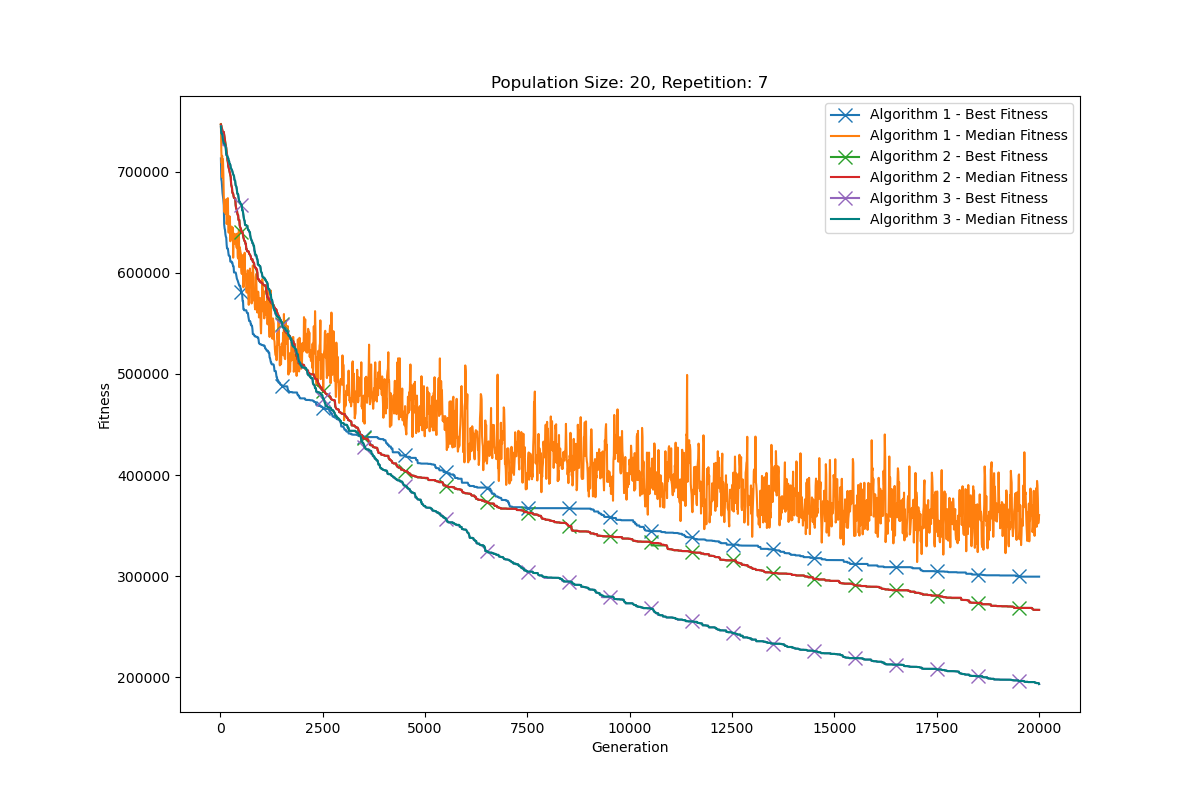 Population Size: 20, Repetition: 7
Algorithm 1 - Best Fitness
Algorithm 1 - Median Fitness
Algorithm 2 - Best Fitness
Algorithm 2 - Median Fitness
Algorithm 3 - Best Fitness
Algorithm 3 - Median Fitness
700000
600000
500000
400000
300000
200000
Fitness
0 2500 5000 7500 10000 12500 15000 17500 20000
Generation